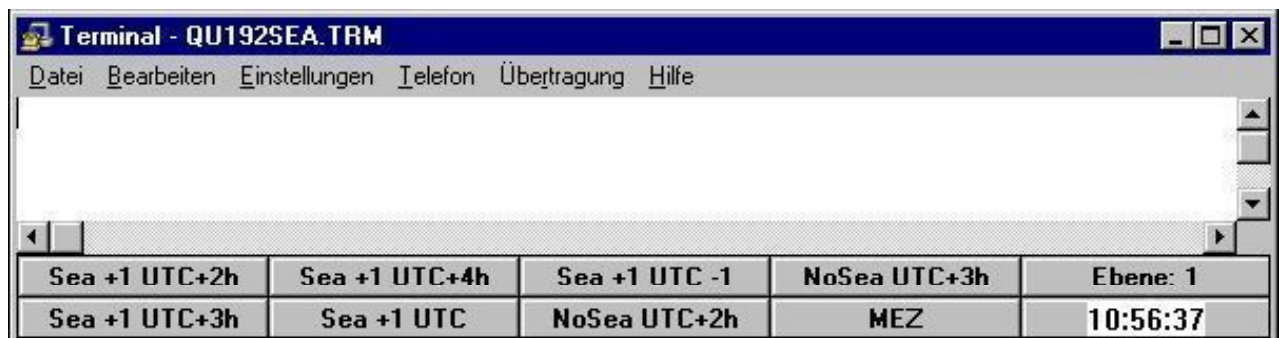 Terminal - QU192SEA.TRM
Datei Bearbeiten Einstellungen Telefon Übertragung Hilfe
Sea +1 UTC+2h Sea +1 UTC+4h Sea +1 UTC -1 NoSea UTC+3h Ebene: 1
Sea +1 UTC+3h Sea +1 UTC NoSea UTC+2h MEZ 10:56:37